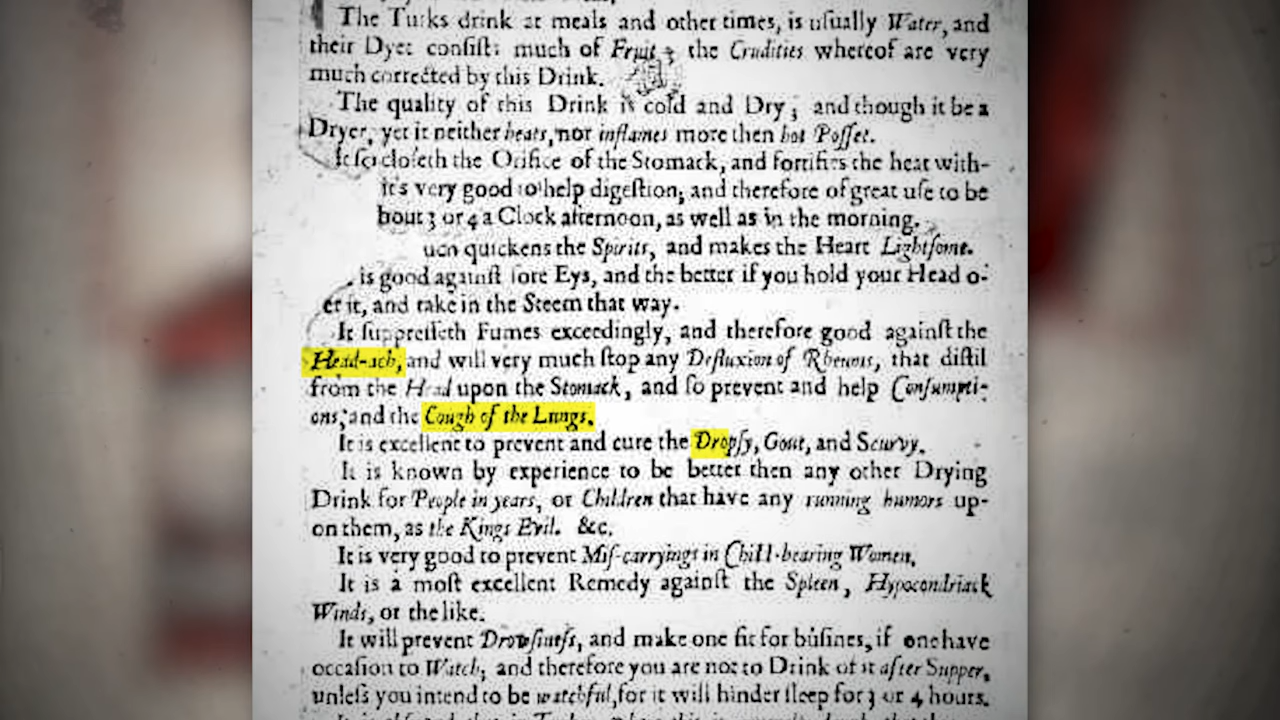 The Turks drink at meals and other times, is uſually Water, and
their Dyet conſiſts much of Fruit; the Crudities whereof are very
much corrected by this Drink.
The quality of this Drink is cold and Dry; and though it be a
Dryer, yet it neither heats, nor inflames more then hot Poſſet.
It ſo cloſeth the Orifice of the Stomack, and fortifies the heat with-
it's very good to help digeſtion; and therefore of great uſe to be
bout 3 or 4 a Clock afternoon, as well as in the morning.
uch quickens the Spirits, and makes the Heart Lightſome.
is good againſt ſore Eys, and the better if you hold your Head o-
er it, and take in the Steem that way.
It ſuppreſſeth Fumes exceedingly, and therefore good againſt the
Head-ach, and will very much ſtop any Defluxion of Rheums, that diſtil
from the Head upon the Stomack, and ſo prevent and help Conſumpti-
ons; and the Cough of the Lungs.
It is excellent to prevent and cure the Dropſy, Gout, and Scurvy.
It is known by experience to be better then any other Drying
Drink for People in years, or Children that have any running humors up-
on them, as the Kings Evil. &c.
It is very good to prevent Miſ-carryings in Child-bearing Women.
It is a moſt excellent Remedy againſt the Spleen, Hypocondriack
Winds, or the like.
It will prevent Drowſineſs, and make one fit for buſines, if one have
occaſion to Watch; and therefore you are not to Drink of it after Supper,
unleſs you intend to be watchful, for it will hinder ſleep for 3 or 4 hours.